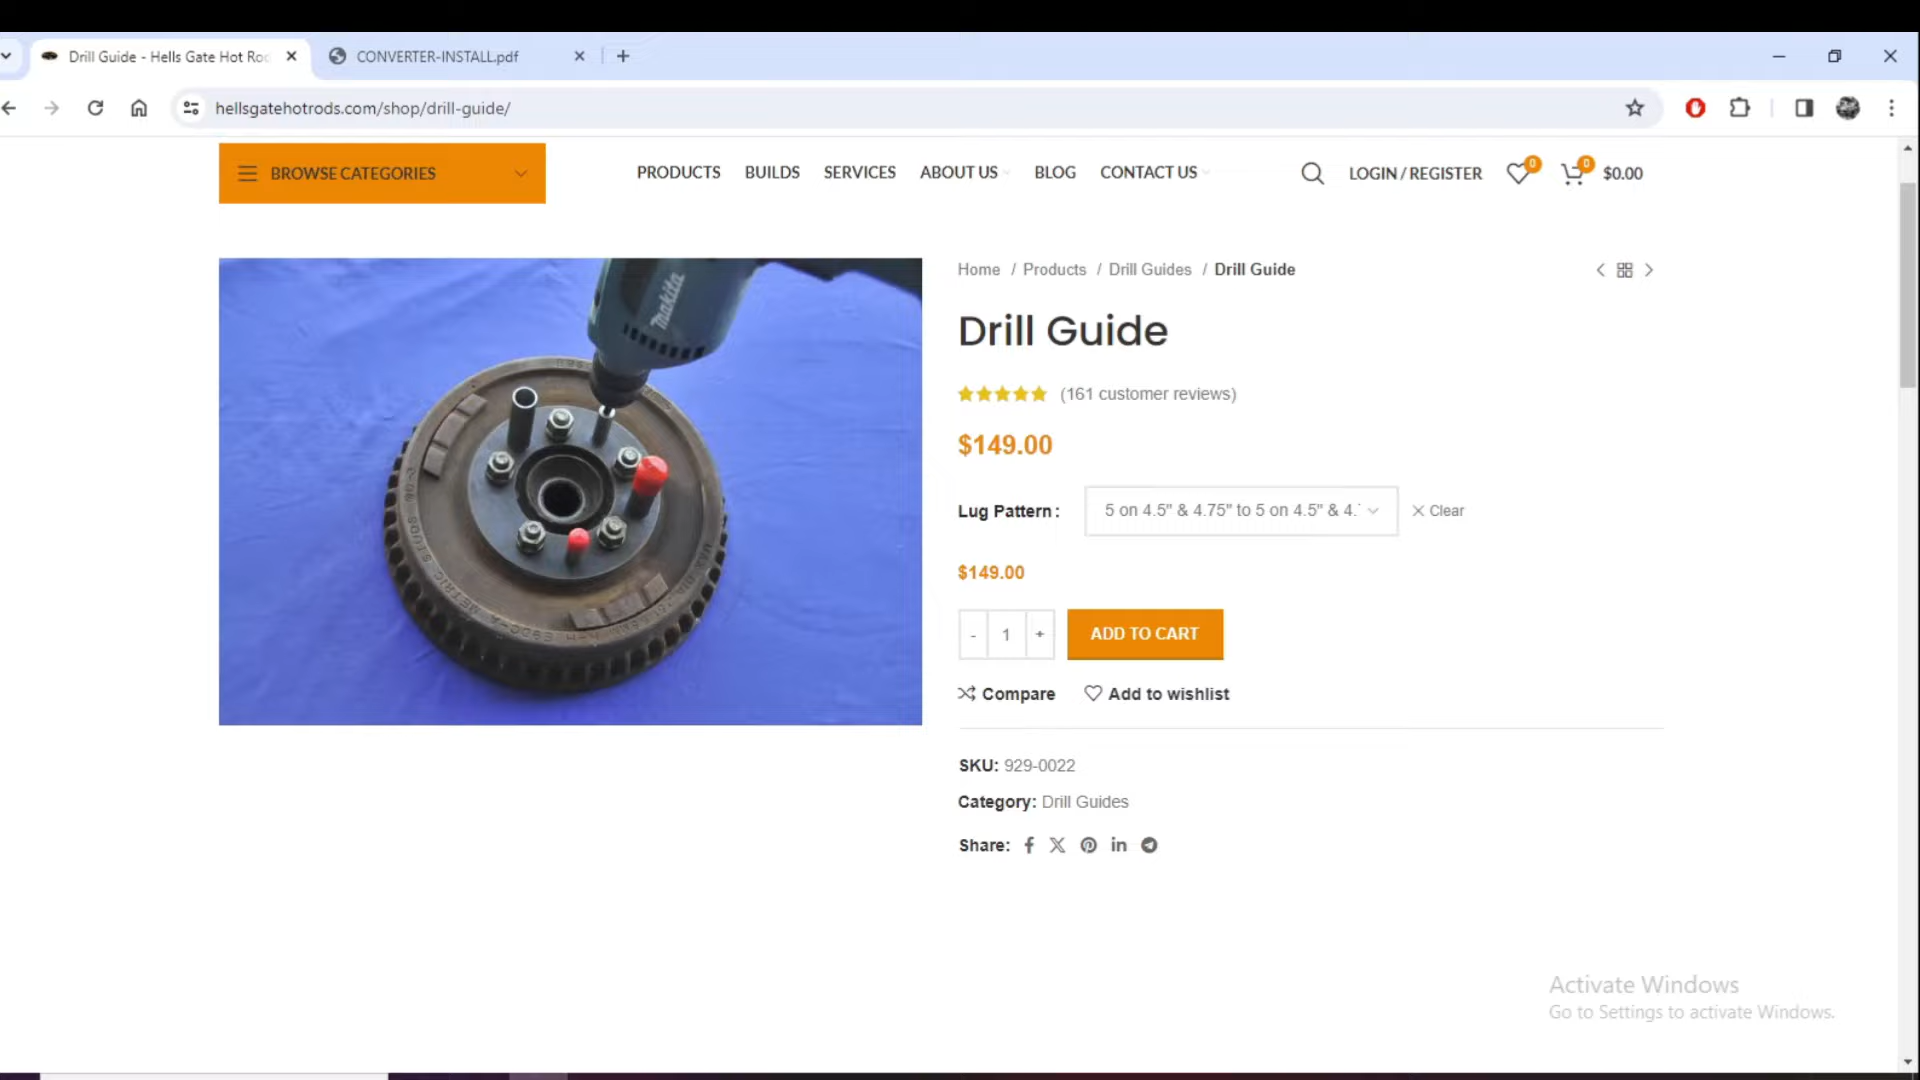 Drill Guide - Hells Gate Hot Ro
CONVERTER-INSTALL.pdf
hellsgatehotrods.com/shop/drill-guide/
BROWSE CATEGORIES
PRODUCTS BUILDS SERVICES ABOUT US BLOG CONTACT US
LOGIN / REGISTER 0 0 $0.00
Home / Products / Drill Guides / Drill Guide
makita
Drill Guide
(161 customer reviews)
$149.00
Lug Pattern: 5 on 4.5" & 4.75" to 5 on 4.5" & 4. Clear
$149.00
- 1 + ADD TO CART
Compare Add to wishlist
SKU: 929-0022
Category: Drill Guides
Share:
Activate Windows
Go to Settings to activate Windows.